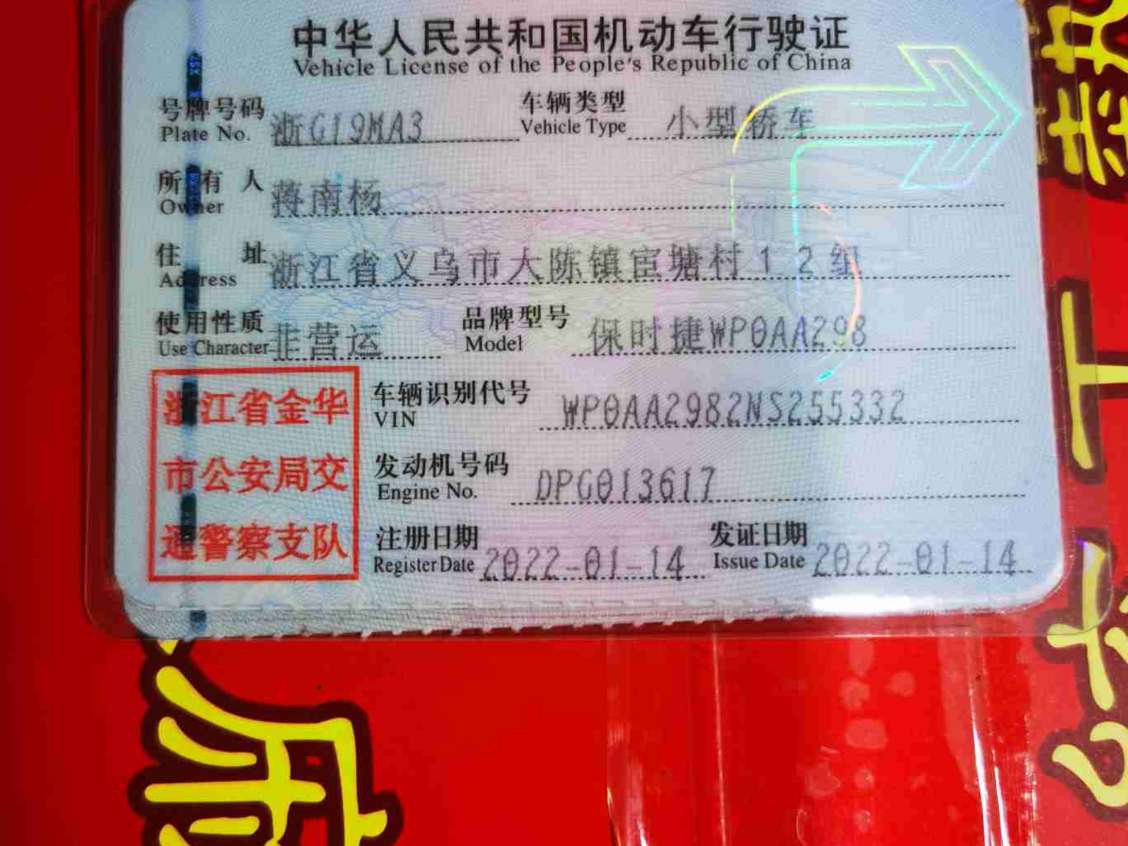 中华人民共和国机动车行驶证
Vehicle License of the People's Republic of China
号牌号码 浙G19MA3 车辆类型 小型轿车
Plate No. Vehicle Type
所有人 蒋南杨
Owner
住址 浙江省义乌市大陈镇宦塘村12组
Address
使用性质 非营运 品牌型号 保时捷WP0AA298
Use Character Model
浙江省金华
市公安局交
通警察支队
车辆识别代号 WP0AA2982NS255332
VIN
发动机号码 DPG013617
Engine No.
注册日期 2022-01-14 发证日期 2022-01-14
Register Date Issue Date